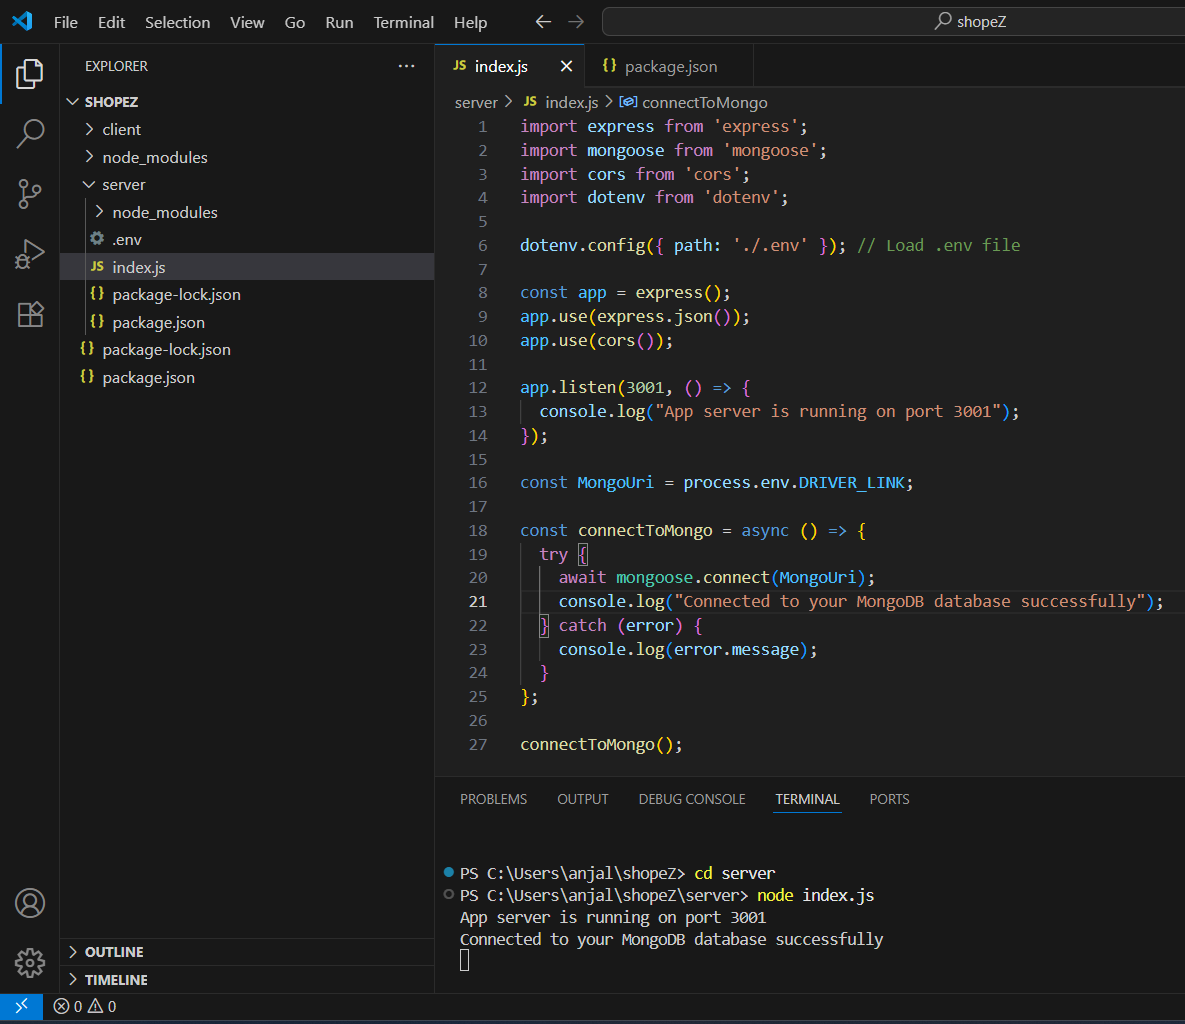 File Edit Selection View Go Run Terminal Help
shopeZ
EXPLORER
SHOPEZ
client
node_modules
server
node_modules
.env
JS index.js
{} package-lock.json
{} package.json
{} package-lock.json
{} package.json
OUTLINE
TIMELINE
JS index.js
{} package.json
server > JS index.js > connectToMongo
1 import express from 'express';
2 import mongoose from 'mongoose';
3 import cors from 'cors';
4 import dotenv from 'dotenv';
5
6 dotenv.config({ path: './.env' }); // Load .env file
7
8 const app = express();
9 app.use(express.json());
10 app.use(cors());
11
12 app.listen(3001, () => {
13 console.log("App server is running on port 3001");
14 });
15
16 const MongoUri = process.env.DRIVER_LINK;
17
18 const connectToMongo = async () => {
19 try {
20 await mongoose.connect(MongoUri);
21 console.log("Connected to your MongoDB database successfully");
22 } catch (error) {
23 console.log(error.message);
24 }
25 };
26
27 connectToMongo();
PROBLEMS OUTPUT DEBUG CONSOLE TERMINAL PORTS
PS C:\Users\anjal\shopeZ> cd server
PS C:\Users\anjal\shopeZ\server> node index.js
App server is running on port 3001
Connected to your MongoDB database successfully
0 0